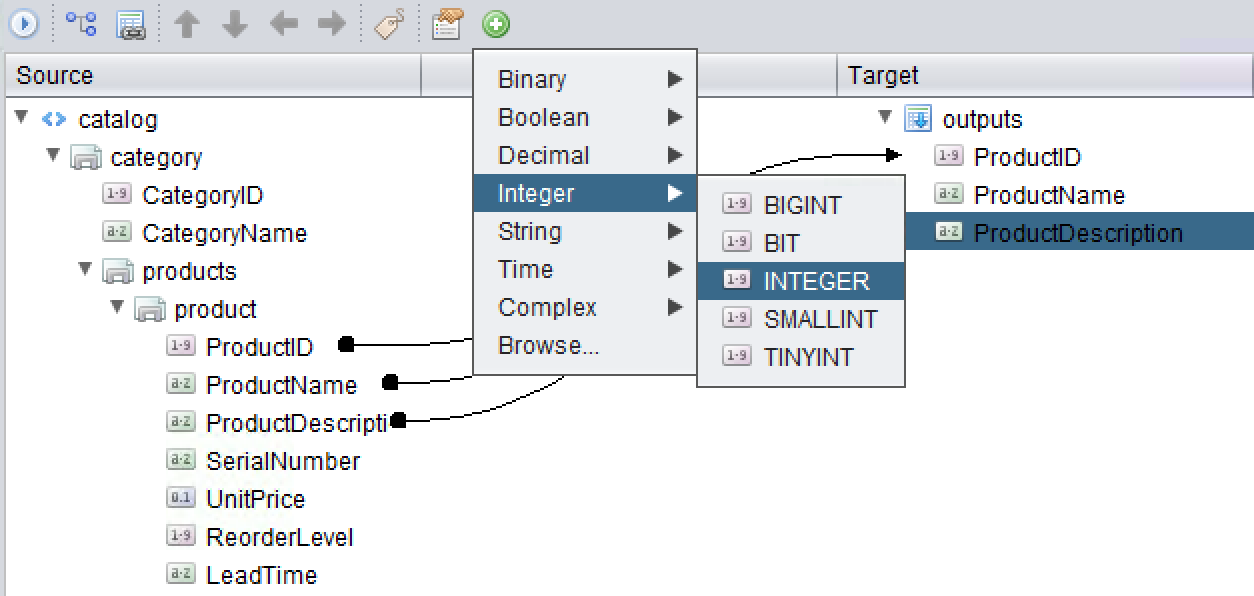 Source
Target
catalog
category
1-9 CategoryID
a-z CategoryName
products
product
1-9 ProductID
a-z ProductName
a-z ProductDescripti
a-z SerialNumber
0.1 UnitPrice
1-9 ReorderLevel
a-z LeadTime
Binary
Boolean
Decimal
Integer
String
Time
Complex
Browse...
1-9 BIGINT
1-9 BIT
1-9 INTEGER
1-9 SMALLINT
1-9 TINYINT
outputs
1-9 ProductID
a-z ProductName
a-z ProductDescription